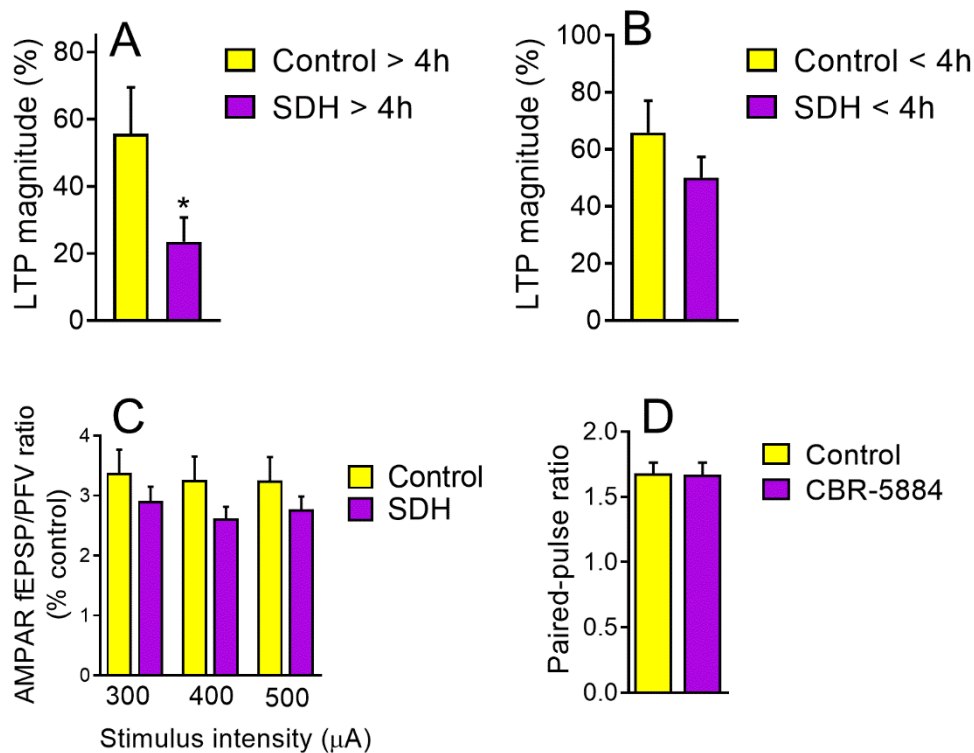 A
LTP magnitude (%)
80
60
40
20
0
*
Control > 4h
SDH > 4h
B
LTP magnitude (%)
100
80
60
40
20
0
Control < 4h
SDH < 4h
C
AMPAR fEPSP/PFV ratio
(% control)
4
3
2
1
0
300 400 500
Stimulus intensity (μA)
Control
SDH
D
Paired-pulse ratio
2.0
1.5
1.0
0.5
0.0
Control
CBR-5884